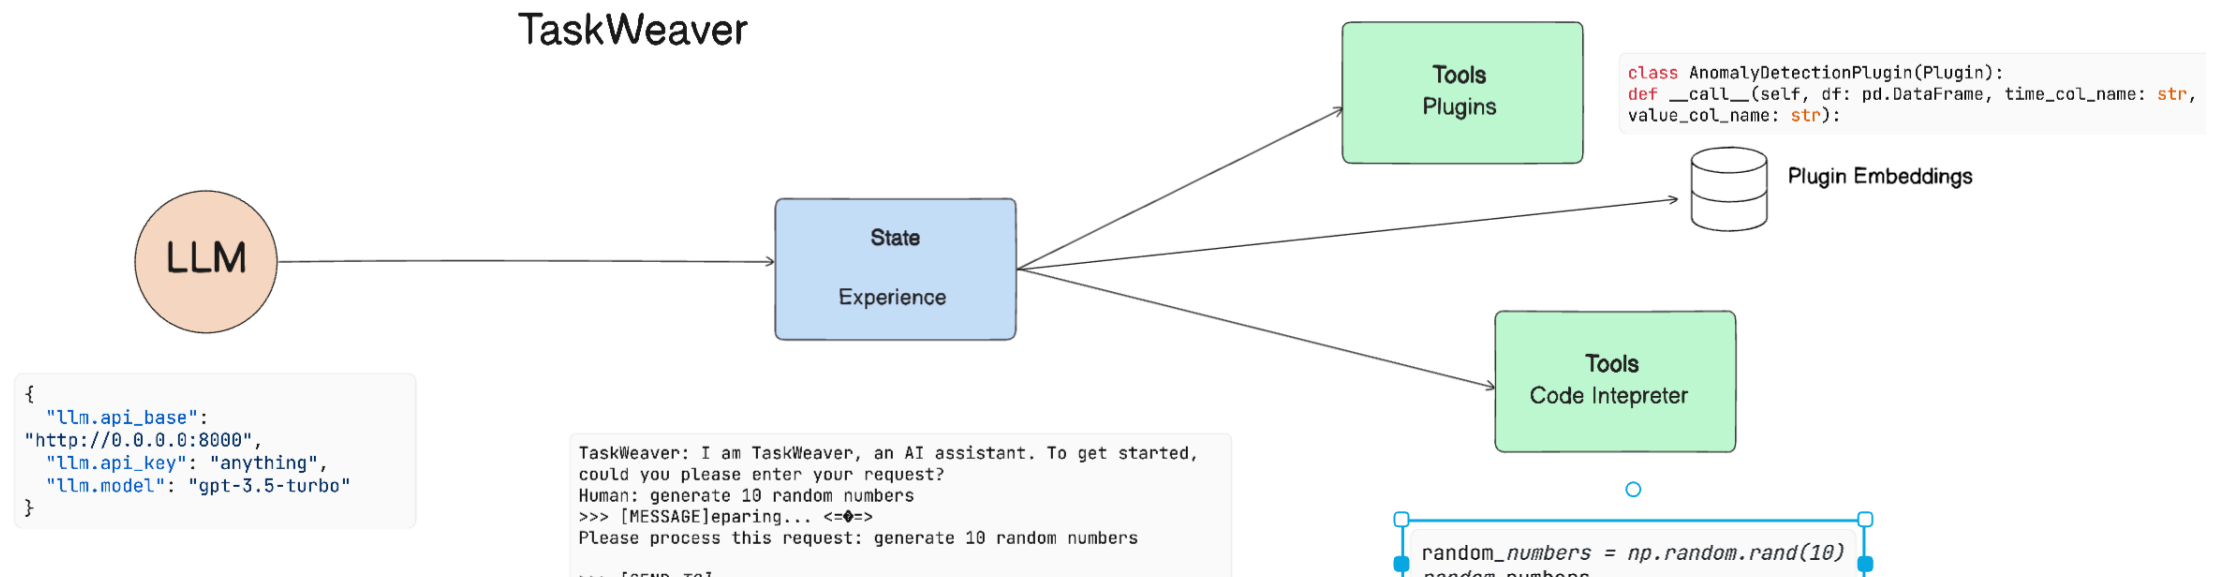 TaskWeaver
Tools
Plugins
class AnomalyDetectionPlugin(Plugin):
def __call__(self, df: pd.DataFrame, time_col_name: str,
value_col_name: str):
Plugin Embeddings
LLM
State
Experience
Tools
Code Intepreter
{
"llm.api_base":
"http://0.0.0.0:8000",
"llm.api_key": "anything",
"llm.model": "gpt-3.5-turbo"
}
TaskWeaver: I am TaskWeaver, an AI assistant. To get started,
could you please enter your request?
Human: generate 10 random numbers
>>> [MESSAGE]eparing... <=�=>
Please process this request: generate 10 random numbers
random_numbers = np.random.rand(10)